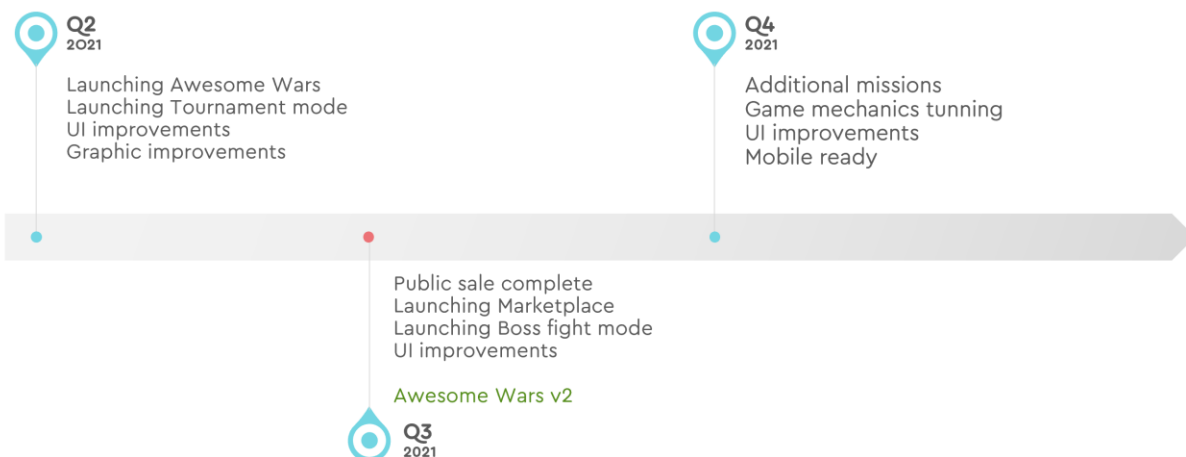 Q2
2021
Launching Awesome Wars
Launching Tournament mode
UI improvements
Graphic improvements
Q4
2021
Additional missions
Game mechanics tunning
UI improvements
Mobile ready
Public sale complete
Launching Marketplace
Launching Boss fight mode
UI improvements
Awesome Wars v2
Q3
2021